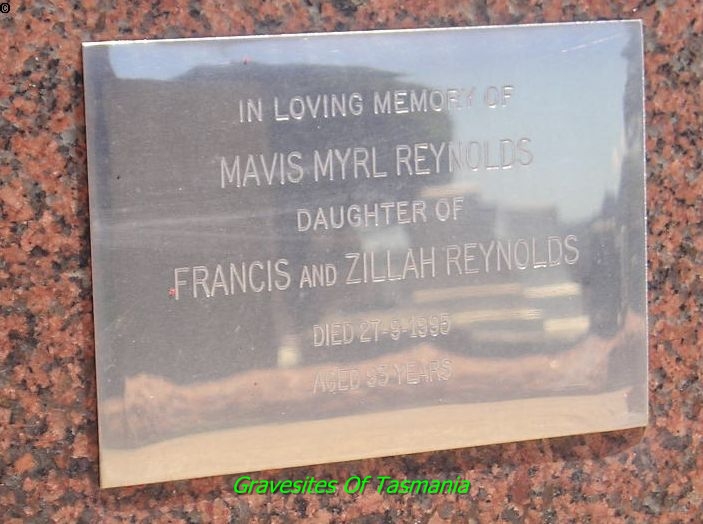 ©
IN LOVING MEMORY OF
MAVIS MYRL REYNOLDS
DAUGHTER OF
FRANCIS AND ZILLAH REYNOLDS
DIED 27-9-1995
AGED 93 YEARS
Gravesites Of Tasmania